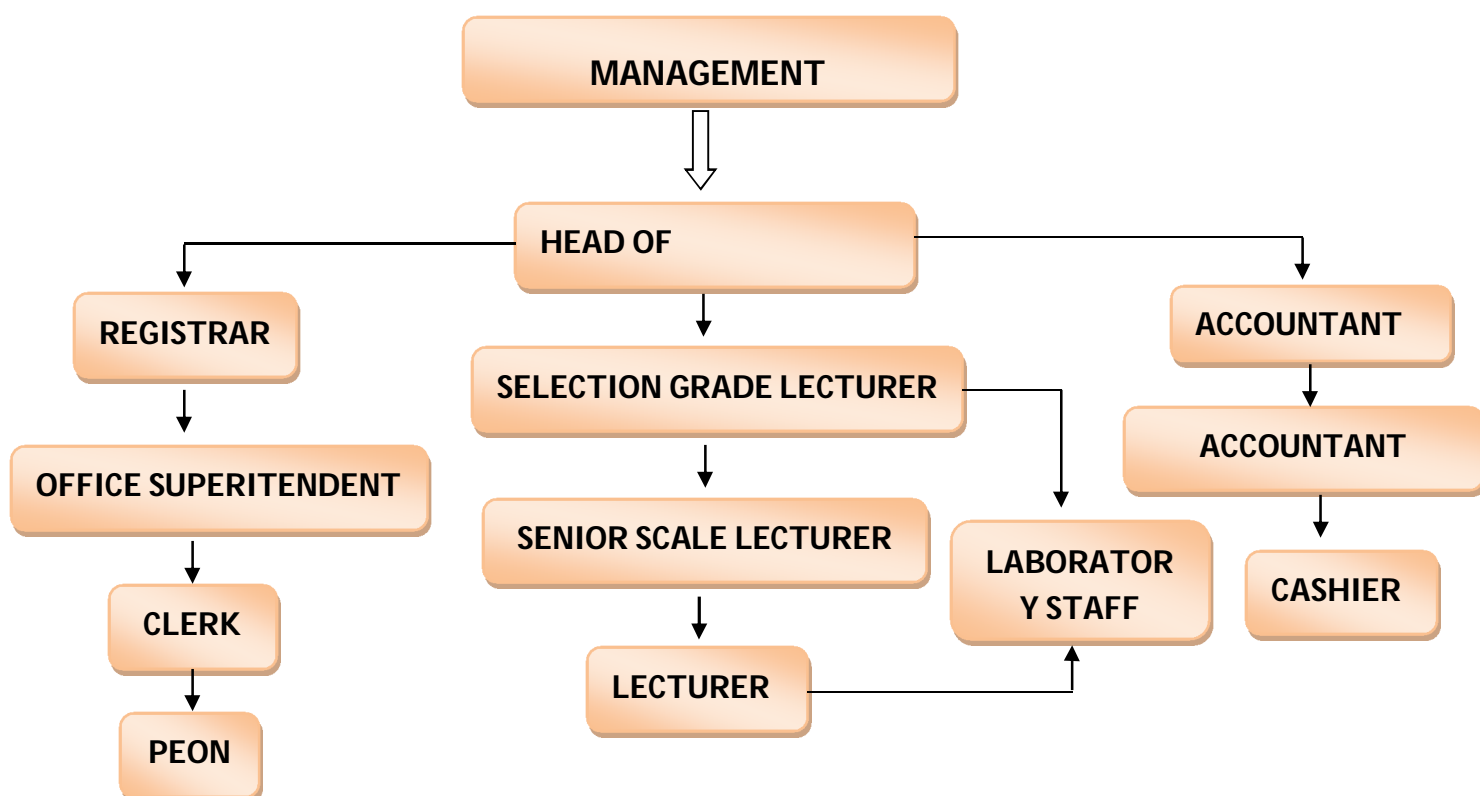 MANAGEMENT
HEAD OF
REGISTRAR
ACCOUNTANT
SELECTION GRADE LECTURER
ACCOUNTANT
OFFICE SUPERITENDENT
SENIOR SCALE LECTURER
LABORATOR
Y STAFF
CASHIER
CLERK
LECTURER
PEON